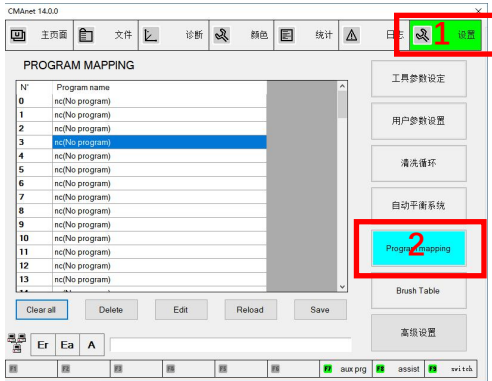 CMAnet 14.0.0
主页面 文件 诊断 颜色 统计 日志 1 设置
PROGRAM MAPPING
工具参数设定
N° Program name
0 nc(No program)
1 nc(No program)
用户参数设置
2 nc(No program)
3 nc(No program)
4 nc(No program)
清洗循环
5 nc(No program)
6 nc(No program)
7 nc(No program)
自动平衡系统
8 nc(No program)
9 nc(No program)
10 nc(No program)
2
Program mapping
11 nc(No program)
12 nc(No program)
13 nc(No program)
Brush Table
Clear all Delete Edit Reload Save
高级设置
Er Ea A
F1 F2 F3 F4 F5 F6 F7 aux prg F8 assist F9 switch